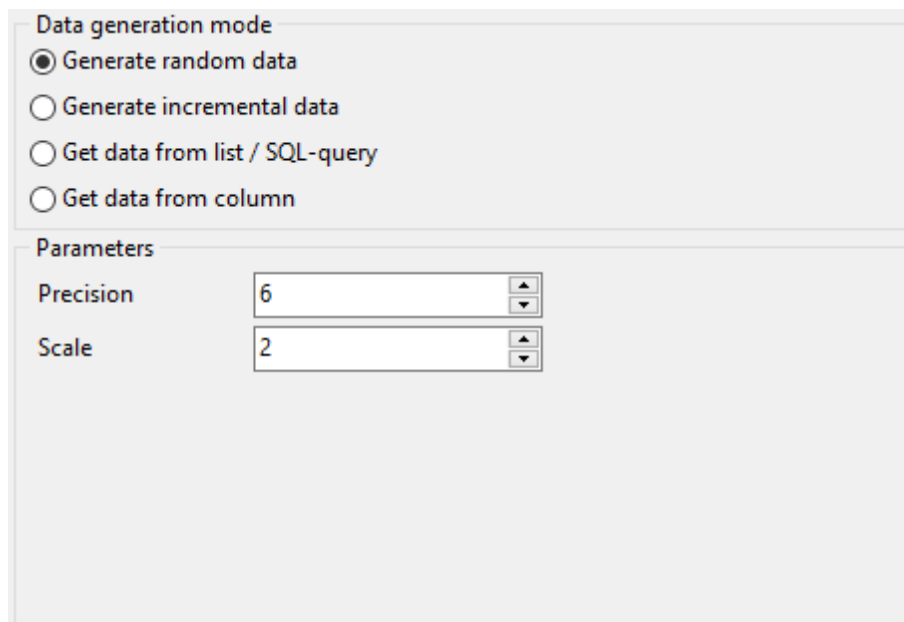 Data generation mode
Generate random data
Generate incremental data
Get data from list / SQL-query
Get data from column
Parameters
Precision 6
Scale 2